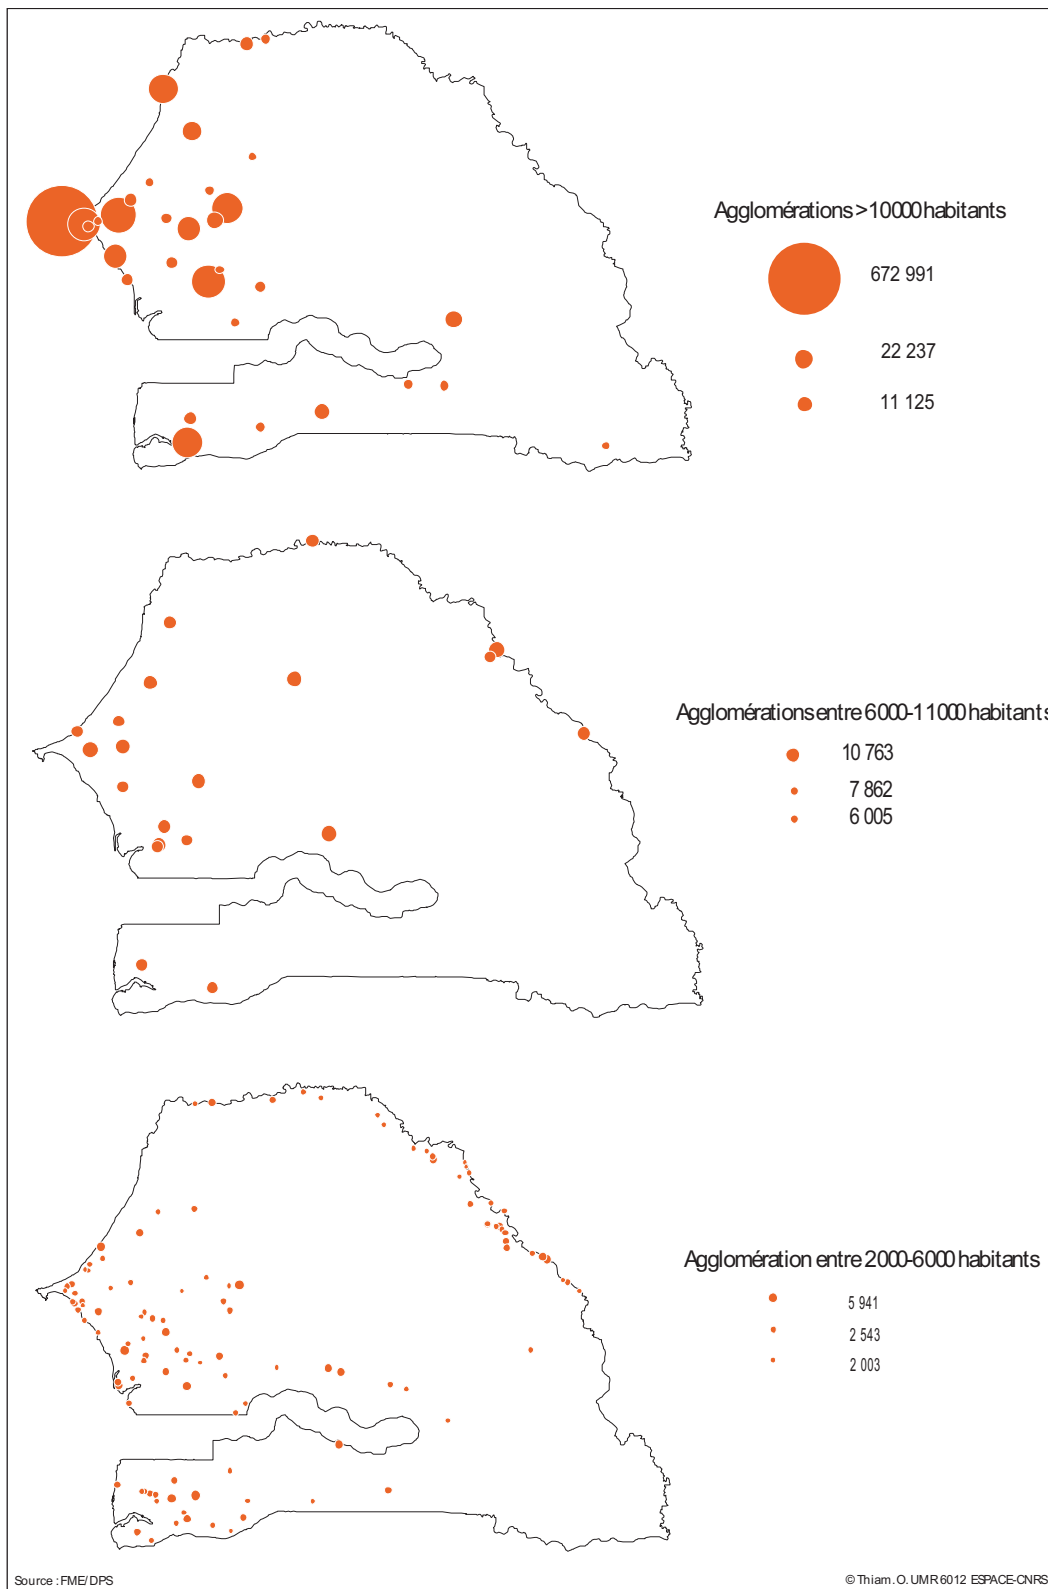 Agglomérations >10000 habitants
672 991
22 237
11 125
Agglomérations entre 6000-11000 habitants
10 763
7 862
6 005
Agglomération entre 2000-6000 habitants
5 941
2 543
2 003
Source : FME/ DPS
© Thiam. O. UMR 6012 ESPACE-CNRS